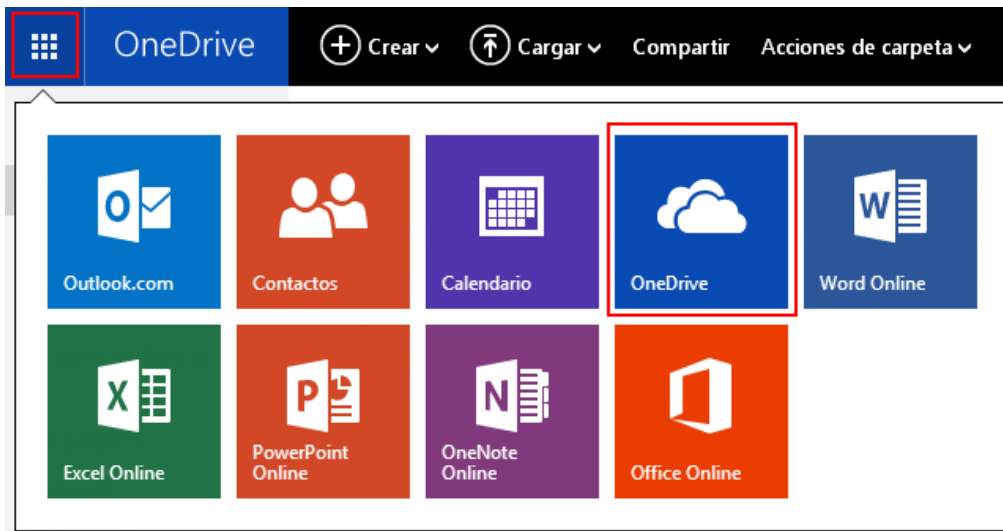 OneDrive Crear Cargar Compartir Acciones de carpeta
Outlook.com Contactos Calendario OneDrive Word Online
Excel Online PowerPoint Online OneNote Online Office Online